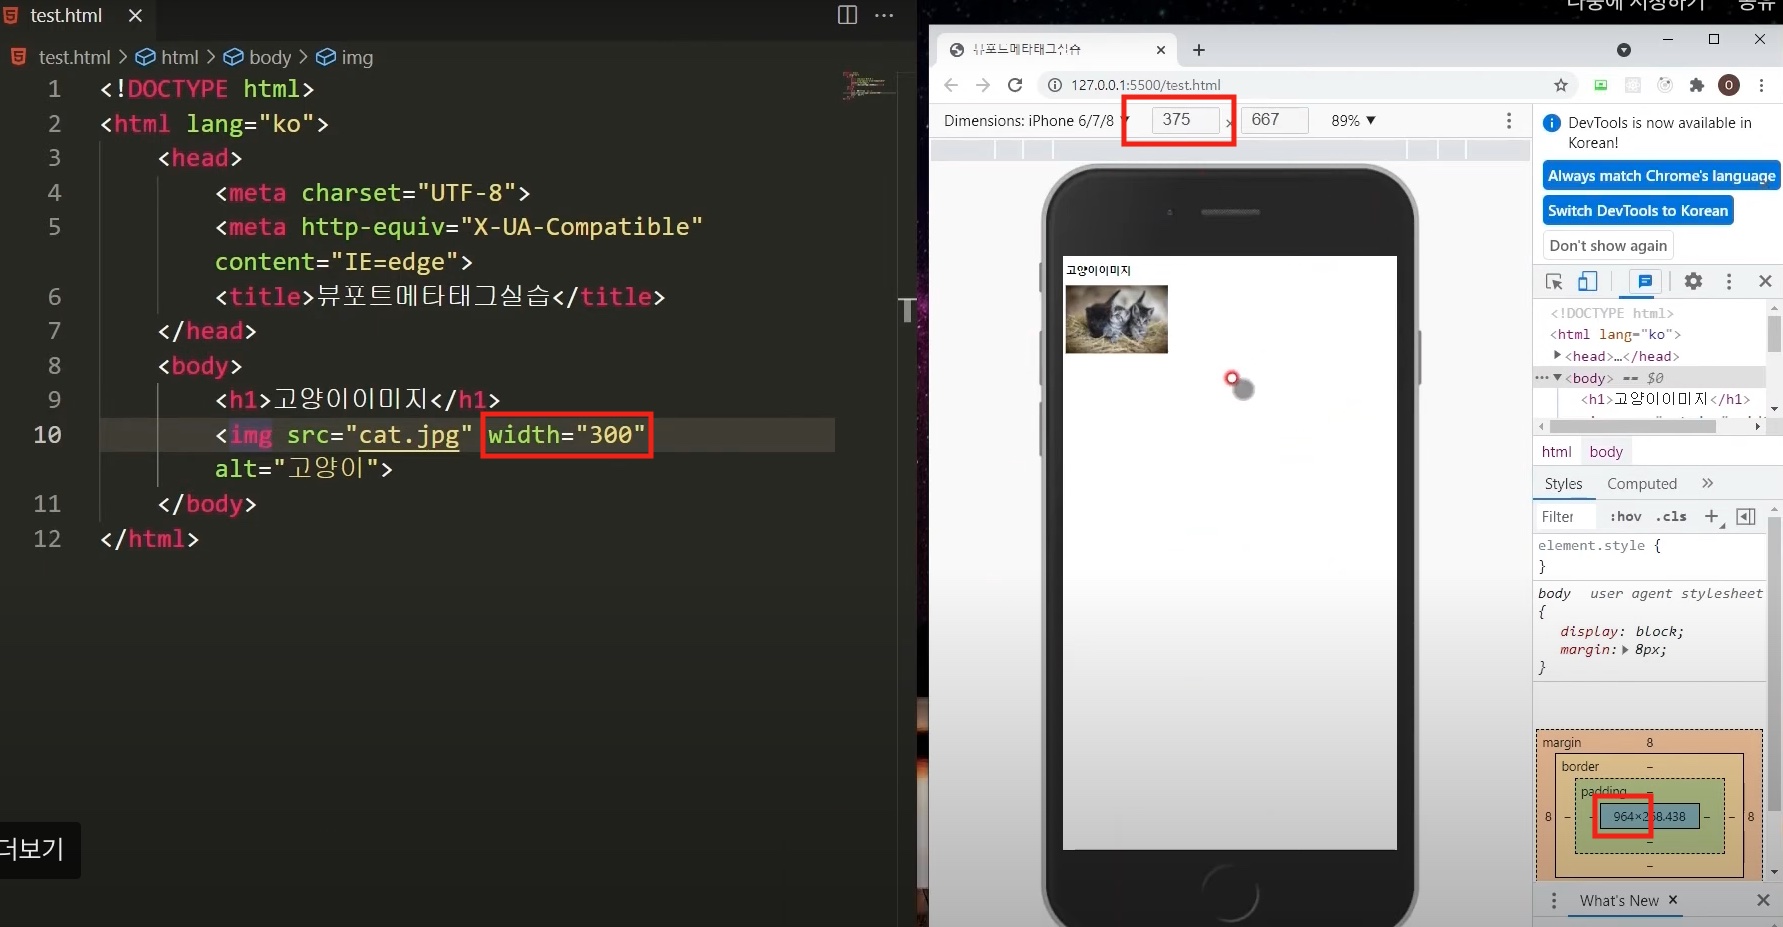 test.html
test.html > html > body > img
1 <!DOCTYPE html>
2 <html lang="ko">
3 <head>
4 <meta charset="UTF-8">
5 <meta http-equiv="X-UA-Compatible"
content="IE=edge">
6 <title>뷰포트메타태그실습</title>
7 </head>
8 <body>
9 <h1>고양이이미지</h1>
10 <img src="cat.jpg" width="300"
alt="고양이">
11 </body>
12 </html>
더보기
나중에 저장하기 공유
뷰포트메타태그실습
127.0.0.1:5500/test.html
O
Dimensions: iPhone 6/7/8 375 × 667 89%
고양이이미지
DevTools is now available in
Korean!
Always match Chrome's language
Switch DevTools to Korean
Don't show again
<!DOCTYPE html>
<html lang="ko">
<head>…</head>
<body> == $0
<h1>고양이이미지</h1>
html body
Styles Computed »
Filter :hov .cls +
element.style {
}
body user agent stylesheet
{
display: block;
margin: 8px;
}
margin 8
border –
padding –
8 – – 964×268.438 – – 8
–
–
What's New ×